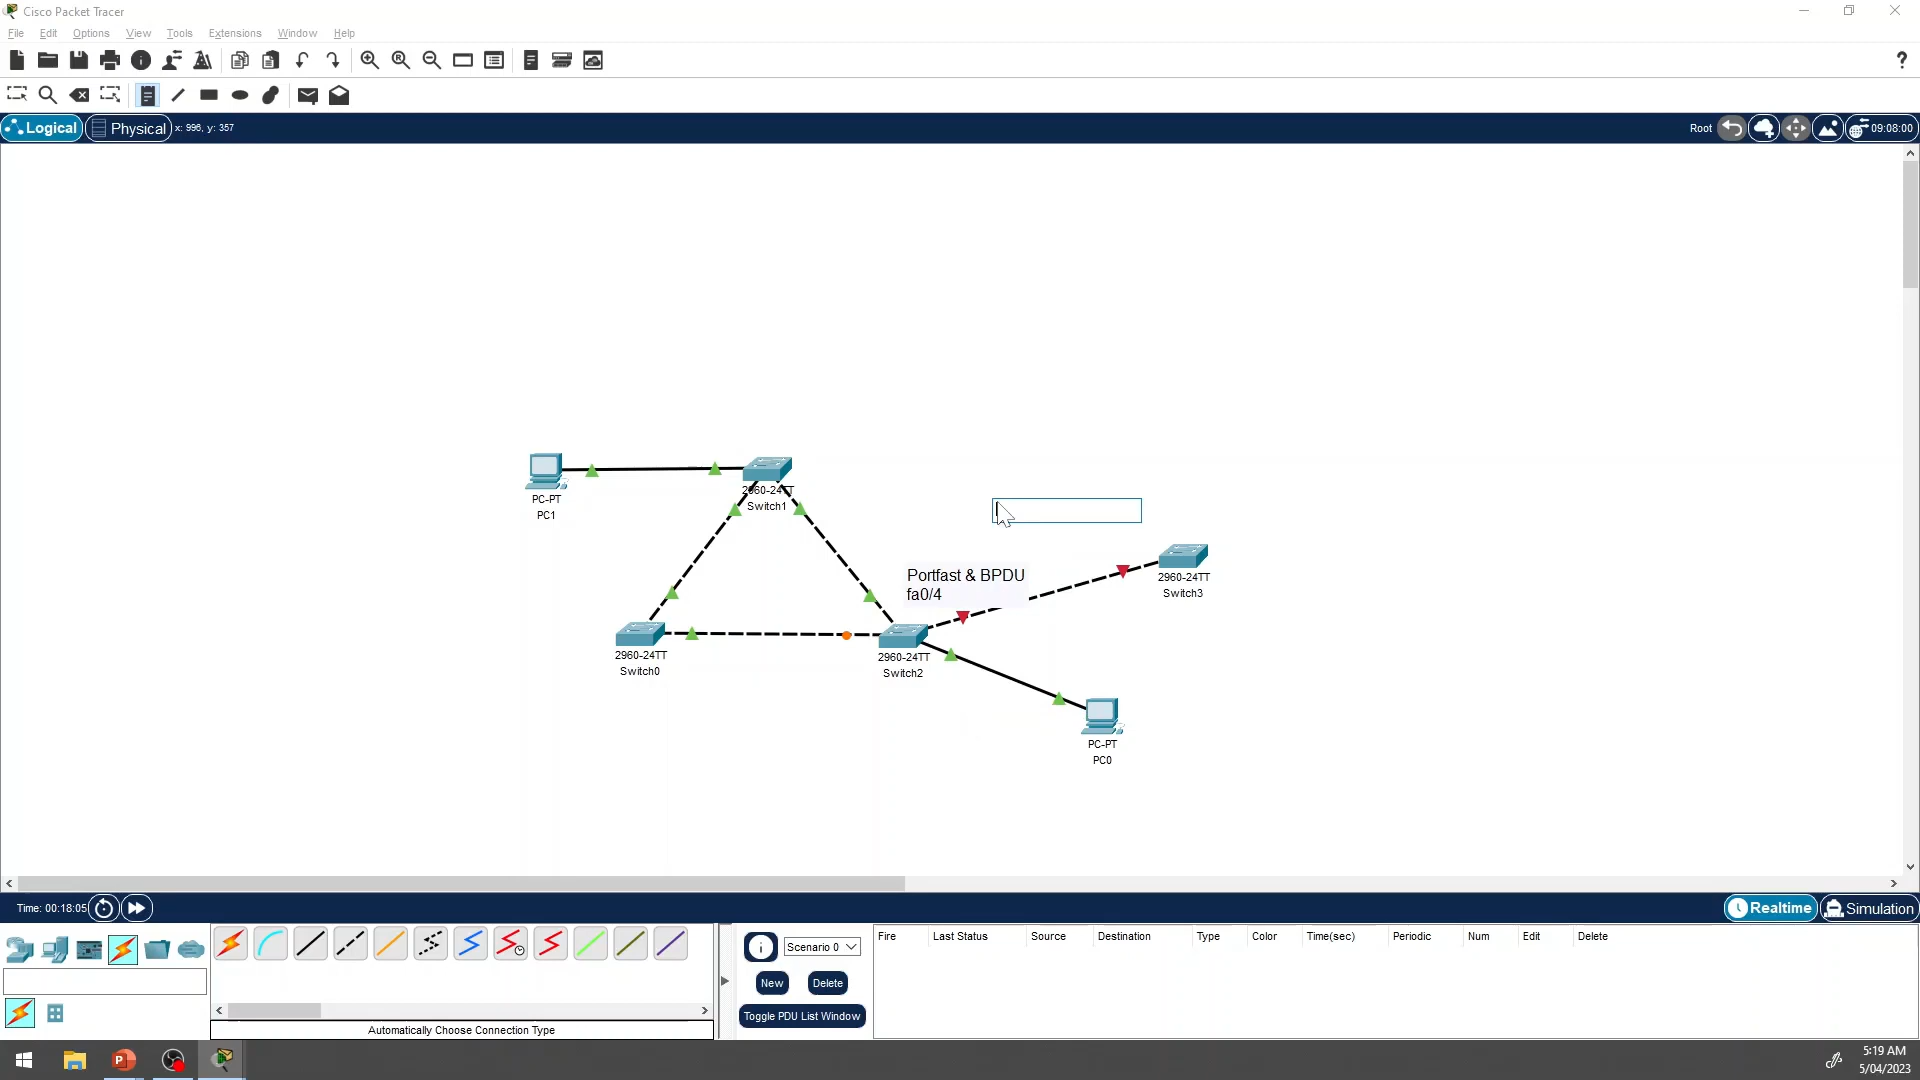 Cisco Packet Tracer
File Edit Options View Tools Extensions Window Help
?
Logical Physical x: 996, y: 357 Root 09:08:00
PC-PT
PC1
2960-24TT
Switch1
Portfast & BPDU
fa0/4
2960-24TT
Switch3
2960-24TT
Switch0
2960-24TT
Switch2
PC-PT
PC0
Time: 00:18:05 Realtime Simulation
Scenario 0
New Delete
Toggle PDU List Window
Fire Last Status Source Destination Type Color Time(sec) Periodic Num Edit Delete
Automatically Choose Connection Type
5:19 AM
5/04/2023